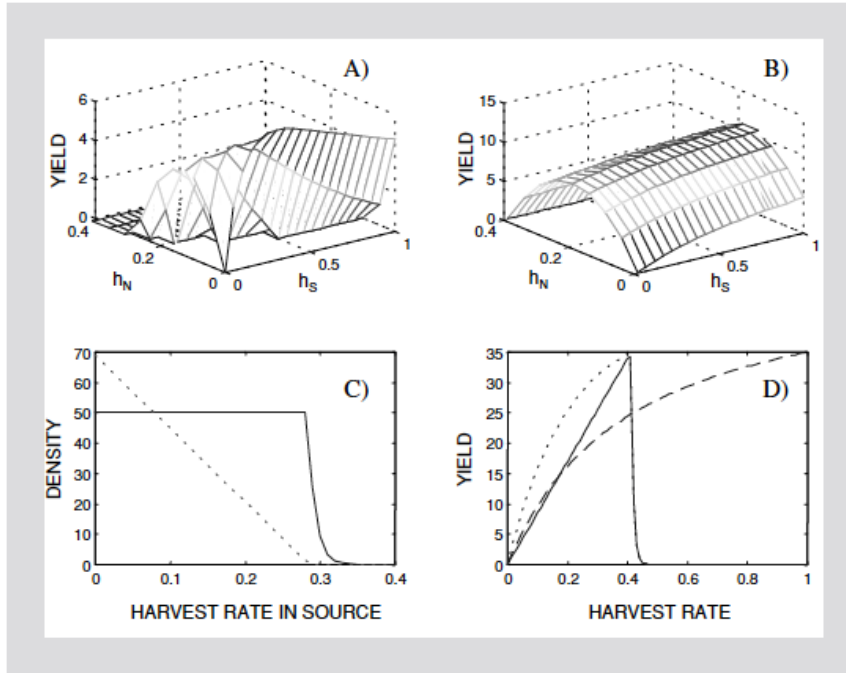 A)
6
4
2
0
YIELD
0.4
0.2
0
h_N
0
0.5
1
h_S
B)
15
10
5
0
YIELD
0.4
0.2
0
h_N
0
0.5
1
h_S
C)
70
60
50
40
30
20
10
0
DENSITY
0 0.1 0.2 0.3 0.4
HARVEST RATE IN SOURCE
D)
35
30
25
20
15
10
5
0
YIELD
0 0.2 0.4 0.6 0.8 1
HARVEST RATE